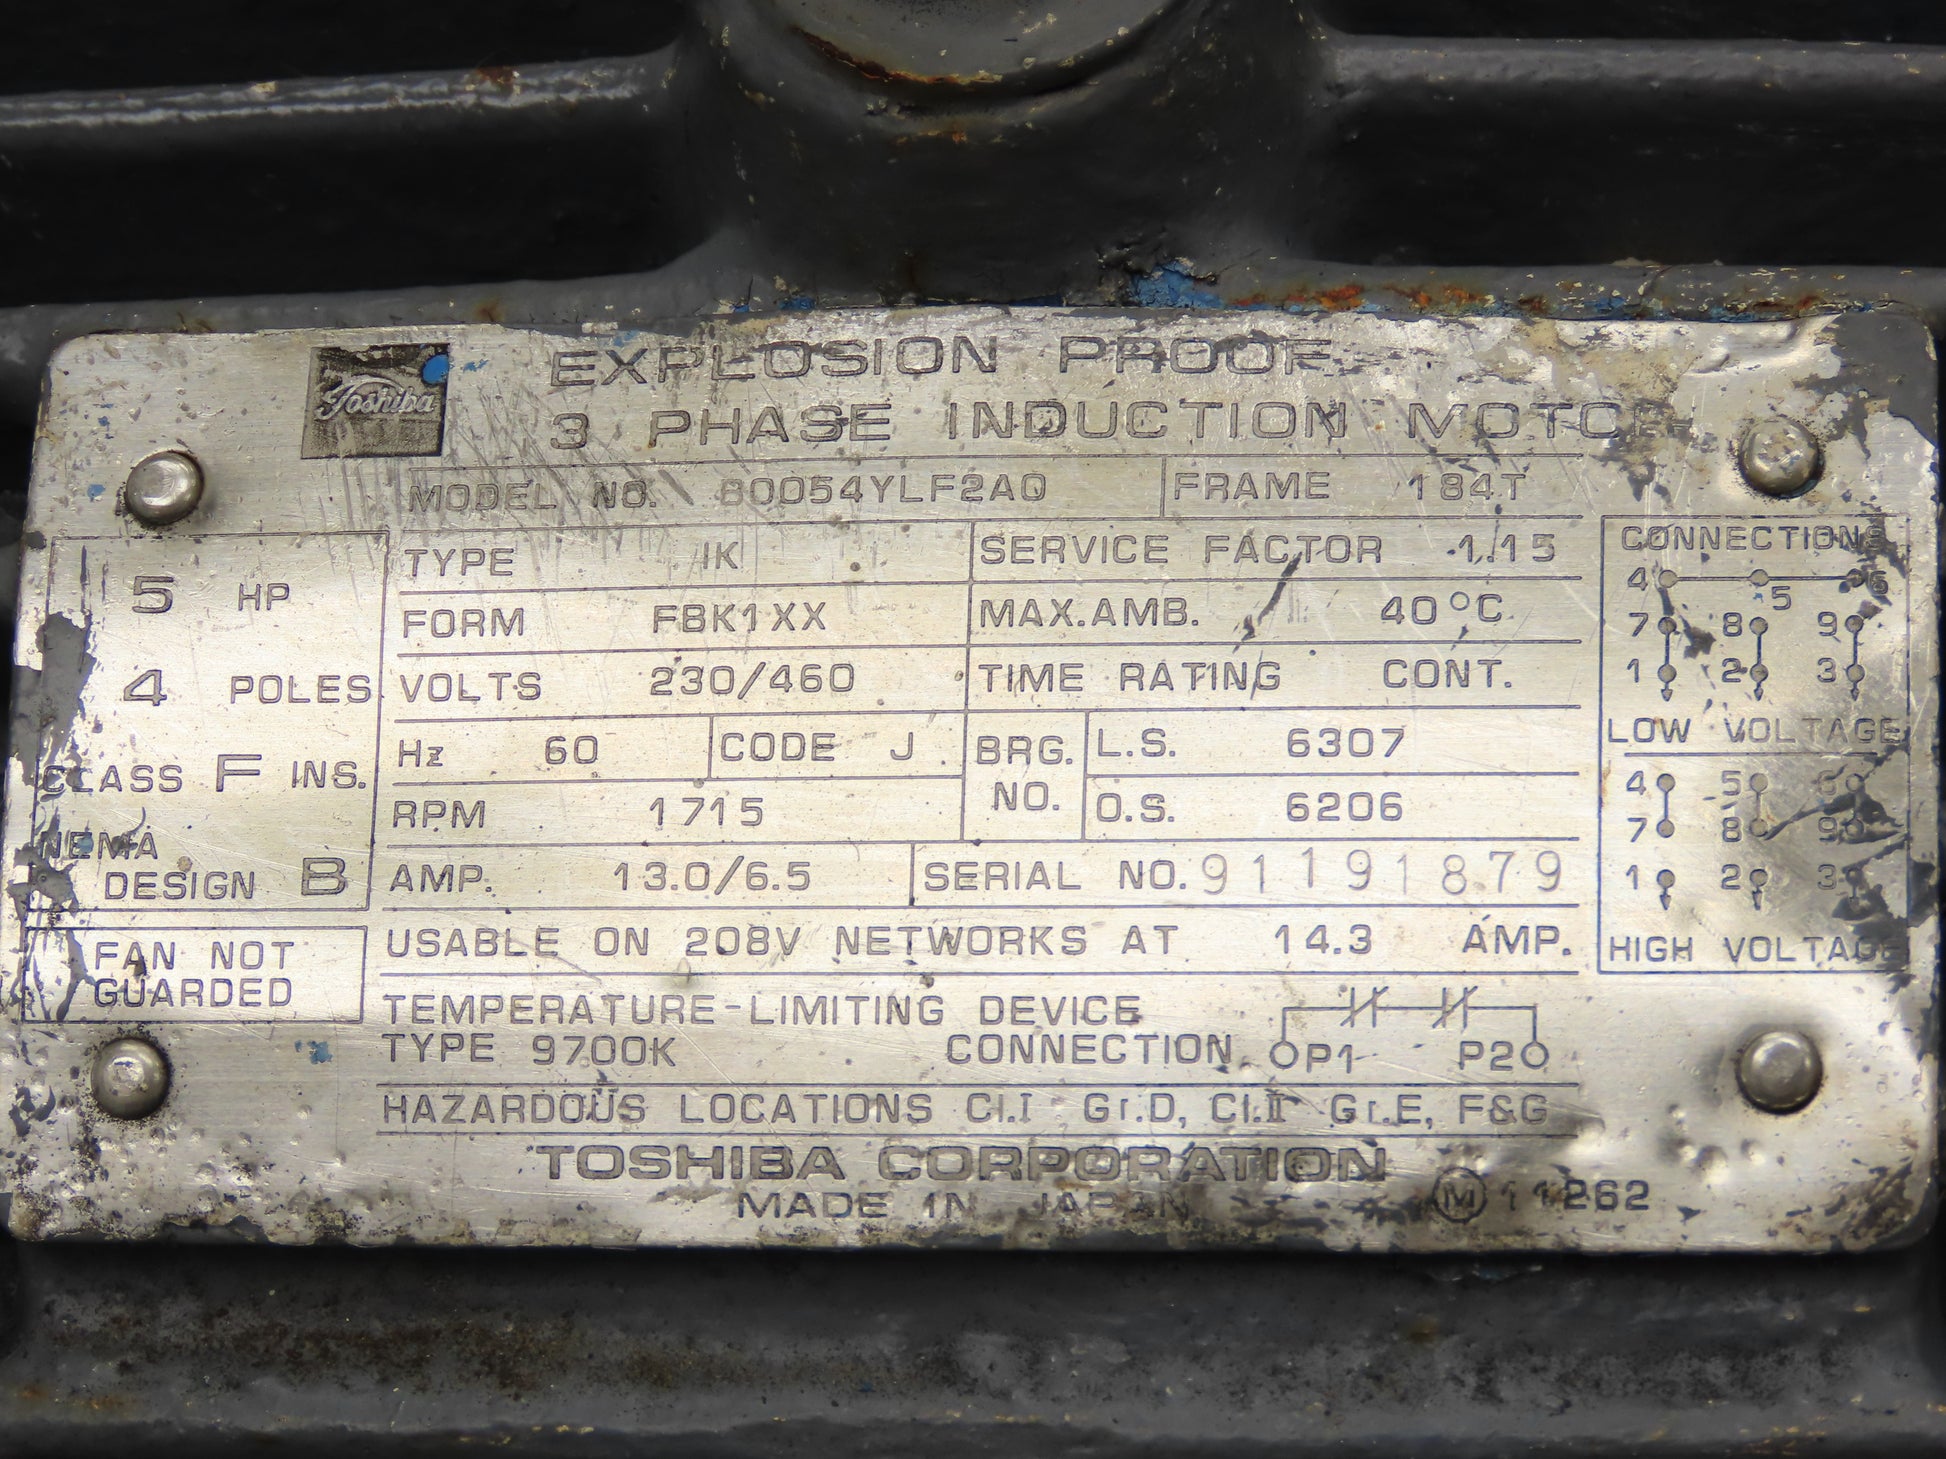 Toshiba
EXPLOSION PROOF
3 PHASE INDUCTION MOTOR
MODEL NO. B0054YLF2A0
FRAME 184T
5 HP
4 POLES
CLASS F INS.
NEMA
DESIGN B
FAN NOT
GUARDED
TYPE IK
FORM FBK1XX
VOLTS 230/460
Hz 60 CODE J
RPM 1715
AMP. 13.0/6.5
SERVICE FACTOR 1.15
MAX.AMB. 40°C
TIME RATING CONT.
BRG. NO.
L.S. 6307
O.S. 6206
SERIAL NO. 91191879
USABLE ON 208V NETWORKS AT 14.3 AMP.
TEMPERATURE-LIMITING DEVICE
TYPE 9700K CONNECTION P1 P2
HAZARDOUS LOCATIONS Cl.I Gr.D, Cl.II Gr.E, F&G
TOSHIBA CORPORATION
MADE IN JAPAN
M 11262
CONNECTIONS
4 5 6
7 8 9
1 2 3
LOW VOLTAGE
4 5 6
7 8 9
1 2 3
HIGH VOLTAGE